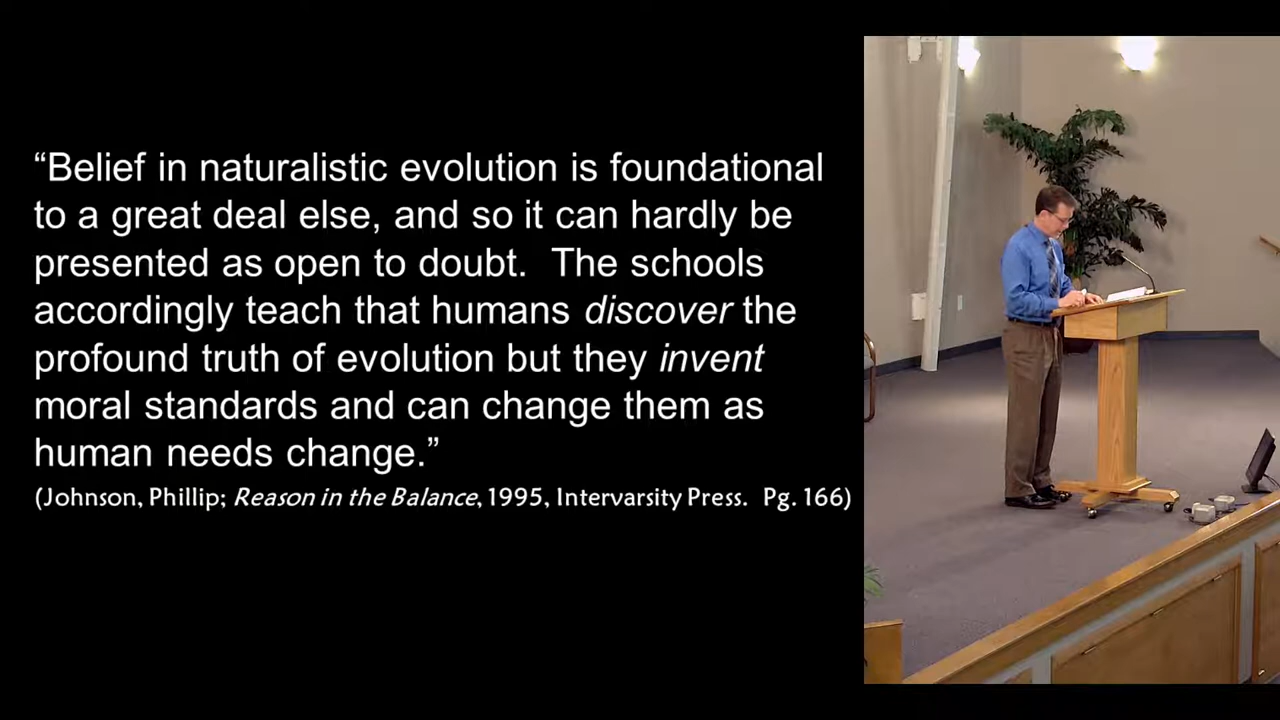 “Belief in naturalistic evolution is foundational
to a great deal else, and so it can hardly be
presented as open to doubt.  The schools
accordingly teach that humans discover the
profound truth of evolution but they invent
moral standards and can change them as
human needs change.”
(Johnson, Phillip; Reason in the Balance, 1995, Intervarsity Press.  Pg. 166)